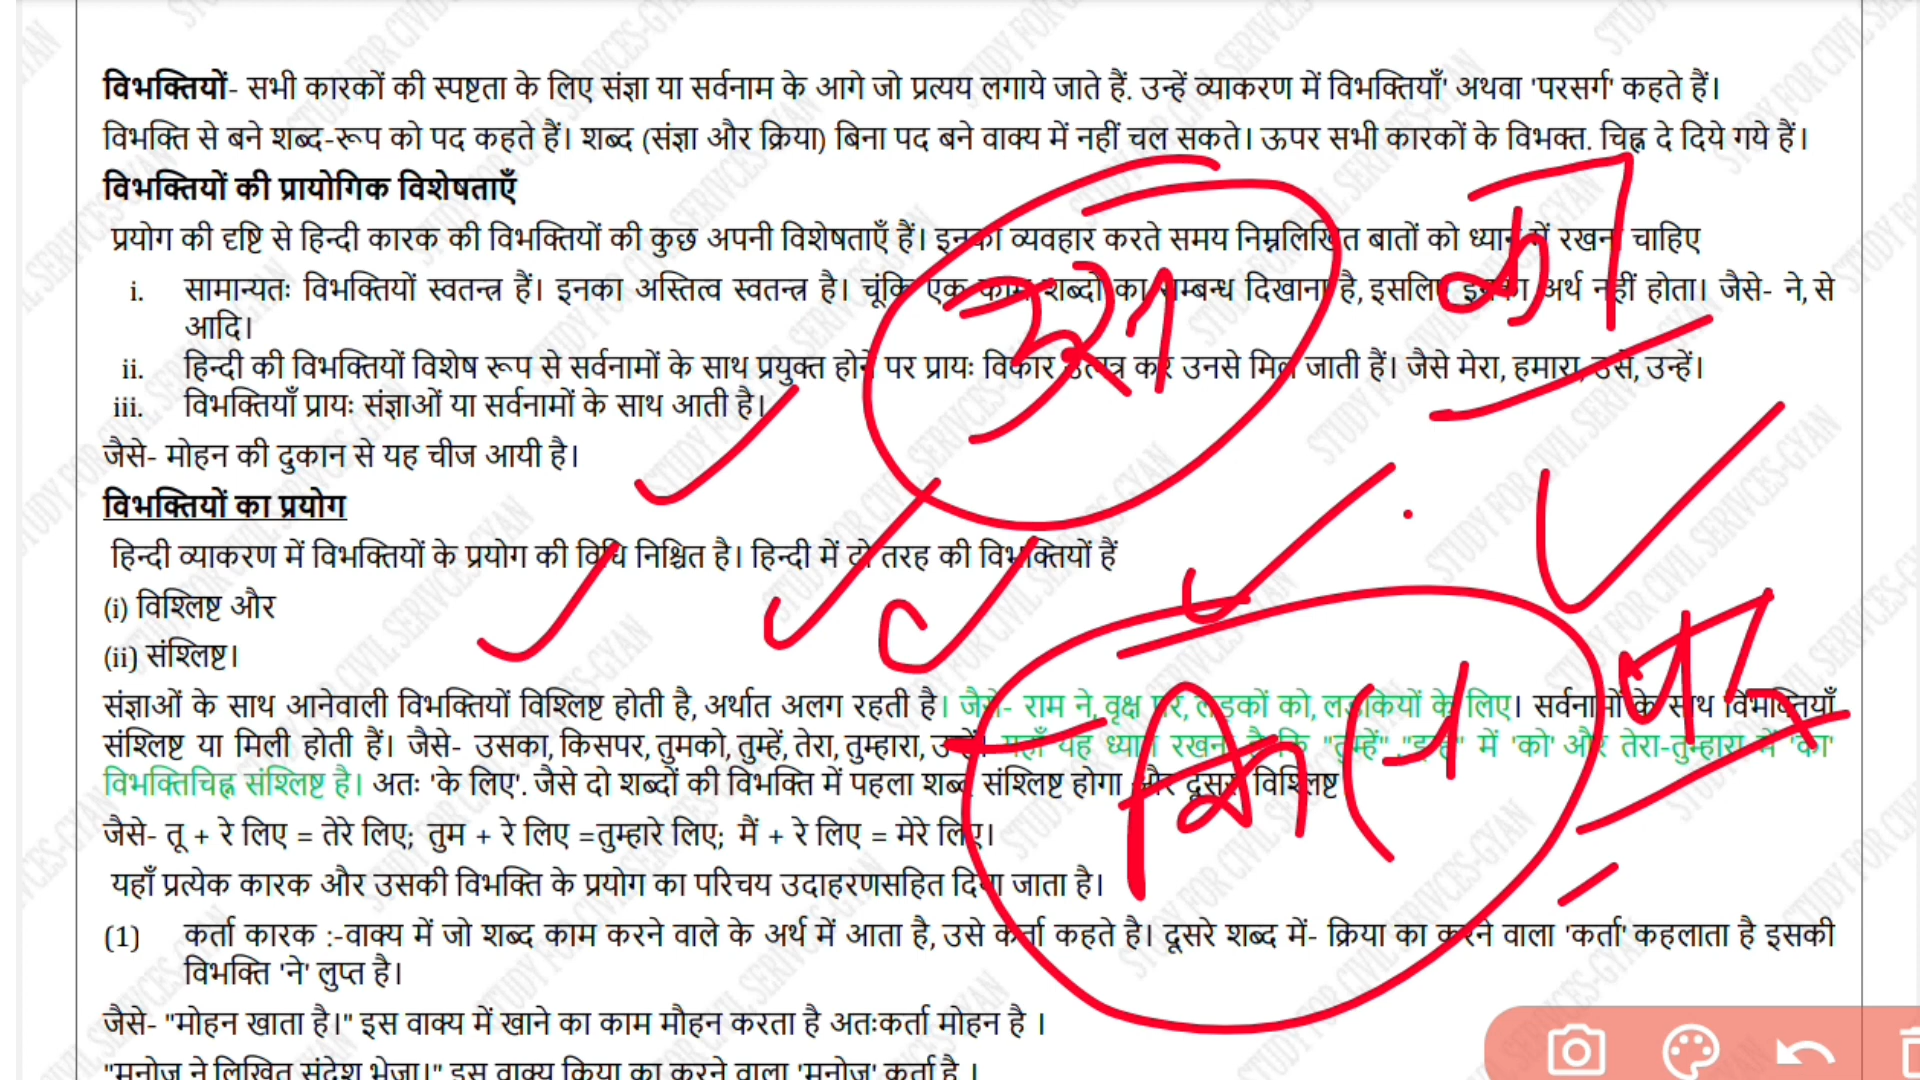 विभक्तियों- सभी कारकों की स्पष्टता के लिए संज्ञा या सर्वनाम के आगे जो प्रत्यय लगाये जाते हैं. उन्हें व्याकरण में विभक्तियाँ' अथवा 'परसर्ग' कहते हैं।
विभक्ति से बने शब्द-रूप को पद कहते हैं। शब्द (संज्ञा और क्रिया) बिना पद बने वाक्य में नहीं चल सकते। ऊपर सभी कारकों के विभक्त. चिह्न दे दिये गये हैं।
विभक्तियों की प्रायोगिक विशेषताएँ
प्रयोग की दृष्टि से हिन्दी कारक की विभक्तियों की कुछ अपनी विशेषताएँ हैं। इनका व्यवहार करते समय निम्नलिखित बातों को ध्यान में रखना चाहिए
i. सामान्यतः विभक्तियों स्वतन्त्र हैं। इनका अस्तित्व स्वतन्त्र है। चूंकि एक काम शब्दों का सम्बन्ध दिखाना है, इसलिए इनका अर्थ नहीं होता। जैसे- ने, से
आदि।
ii. हिन्दी की विभक्तियों विशेष रूप से सर्वनामों के साथ प्रयुक्त होने पर प्रायः विकार उत्पन्न कर उनसे मिल जाती हैं। जैसे मेरा, हमारा, उसे, उन्हें।
iii. विभक्तियाँ प्रायः संज्ञाओं या सर्वनामों के साथ आती है।
जैसे- मोहन की दुकान से यह चीज आयी है।
विभक्तियों का प्रयोग
हिन्दी व्याकरण में विभक्तियों के प्रयोग की विधि निश्चित है। हिन्दी में दो तरह की विभक्तियों हैं
(i) विश्लिष्ट और
(ii) संश्लिष्ट।
संज्ञाओं के साथ आनेवाली विभक्तियों विश्लिष्ट होती है, अर्थात अलग रहती है। जैसे- राम ने, वृक्ष पर, लडकों को, लडकियों के लिए। सर्वनामों के साथ विभक्तियाँ
संश्लिष्ट या मिली होती हैं। जैसे- उसका, किसपर, तुमको, तुम्हें, तेरा, तुम्हारा, उन्हें। यहाँ यह ध्यान रखना है कि "तुम्हें" "इन्हें" में 'को' और तेरा-तुम्हारा में 'का'
विभक्तिचिह्न संश्लिष्ट है। अतः 'के लिए'. जैसे दो शब्दों की विभक्ति में पहला शब्द संश्लिष्ट होगा और दूसरा विश्लिष्ट
जैसे- तू + रे लिए = तेरे लिए; तुम + रे लिए =तुम्हारे लिए; मैं + रे लिए = मेरे लिए।
यहाँ प्रत्येक कारक और उसकी विभक्ति के प्रयोग का परिचय उदाहरणसहित दिया जाता है।
(1) कर्ता कारक :-वाक्य में जो शब्द काम करने वाले के अर्थ में आता है, उसे कर्ता कहते है। दूसरे शब्द में- क्रिया का करने वाला 'कर्ता' कहलाता है इसकी
विभक्ति 'ने' लुप्त है।
जैसे- "मोहन खाता है।" इस वाक्य में खाने का काम मौहन करता है अतःकर्ता मोहन है ।
"मनोज ने लिखित संदेश भेजा।" इस वाक्य क्रिया का करने वाला 'मनोज' कर्ता है ।